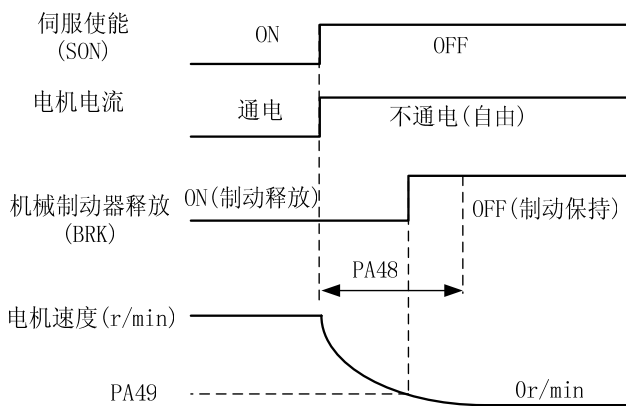 伺服使能
(SON)
ON
OFF
电机电流
通电
不通电(自由)
机械制动器释放
(BRK)
ON(制动释放)
OFF(制动保持)
PA48
电机速度(r/min)
PA49
0r/min